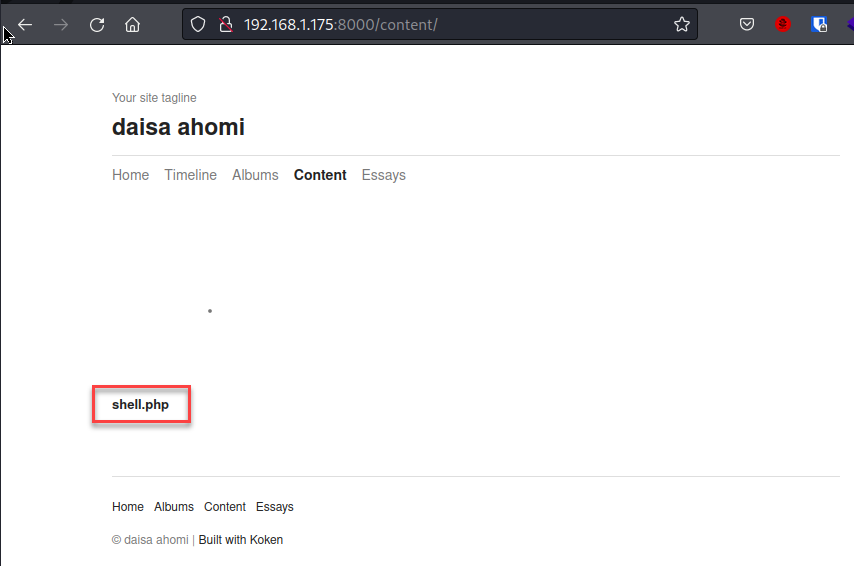 192.168.1.175:8000/content/
Your site tagline
daisa ahomi
Home Timeline Albums Content Essays
shell.php
Home Albums Content Essays
© daisa ahomi | Built with Koken